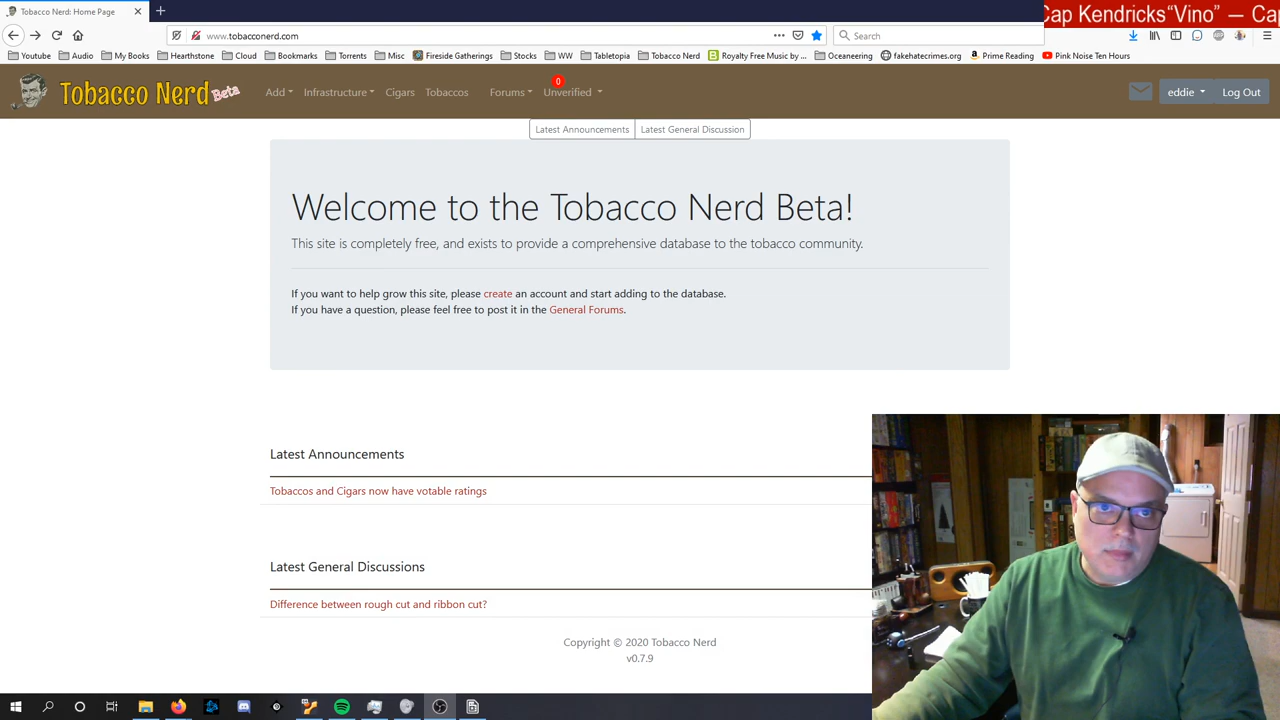 Tobacco Nerd: Home Page
Cap Kendricks“Vino” — Ca
www.tobacconerd.com
Search
Youtube Audio My Books Hearthstone Cloud Bookmarks Torrents Misc Fireside Gatherings Stocks WW Tabletopia Tobacco Nerd Royalty Free Music by ... Oceaneering fakehatecrimes.org Prime Reading Pink Noise Ten Hours
Tobacco Nerd Beta
Add Infrastructure Cigars Tobaccos Forums Unverified 0 eddie Log Out
Latest Announcements Latest General Discussion
Welcome to the Tobacco Nerd Beta!
This site is completely free, and exists to provide a comprehensive database to the tobacco community.
If you want to help grow this site, please create an account and start adding to the database.
If you have a question, please feel free to post it in the General Forums.
Latest Announcements
Tobaccos and Cigars now have votable ratings
Latest General Discussions
Difference between rough cut and ribbon cut?
Copyright © 2020 Tobacco Nerd
v0.7.9